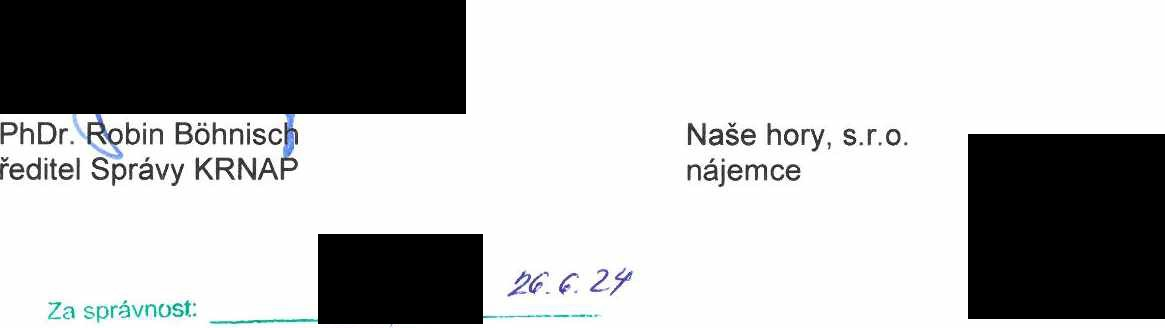 PhDr. Robin Böhnisch
ředitel Správy KRNAP
Naše hory, s.r.o.
nájemce
26.6.24
Za správnost: